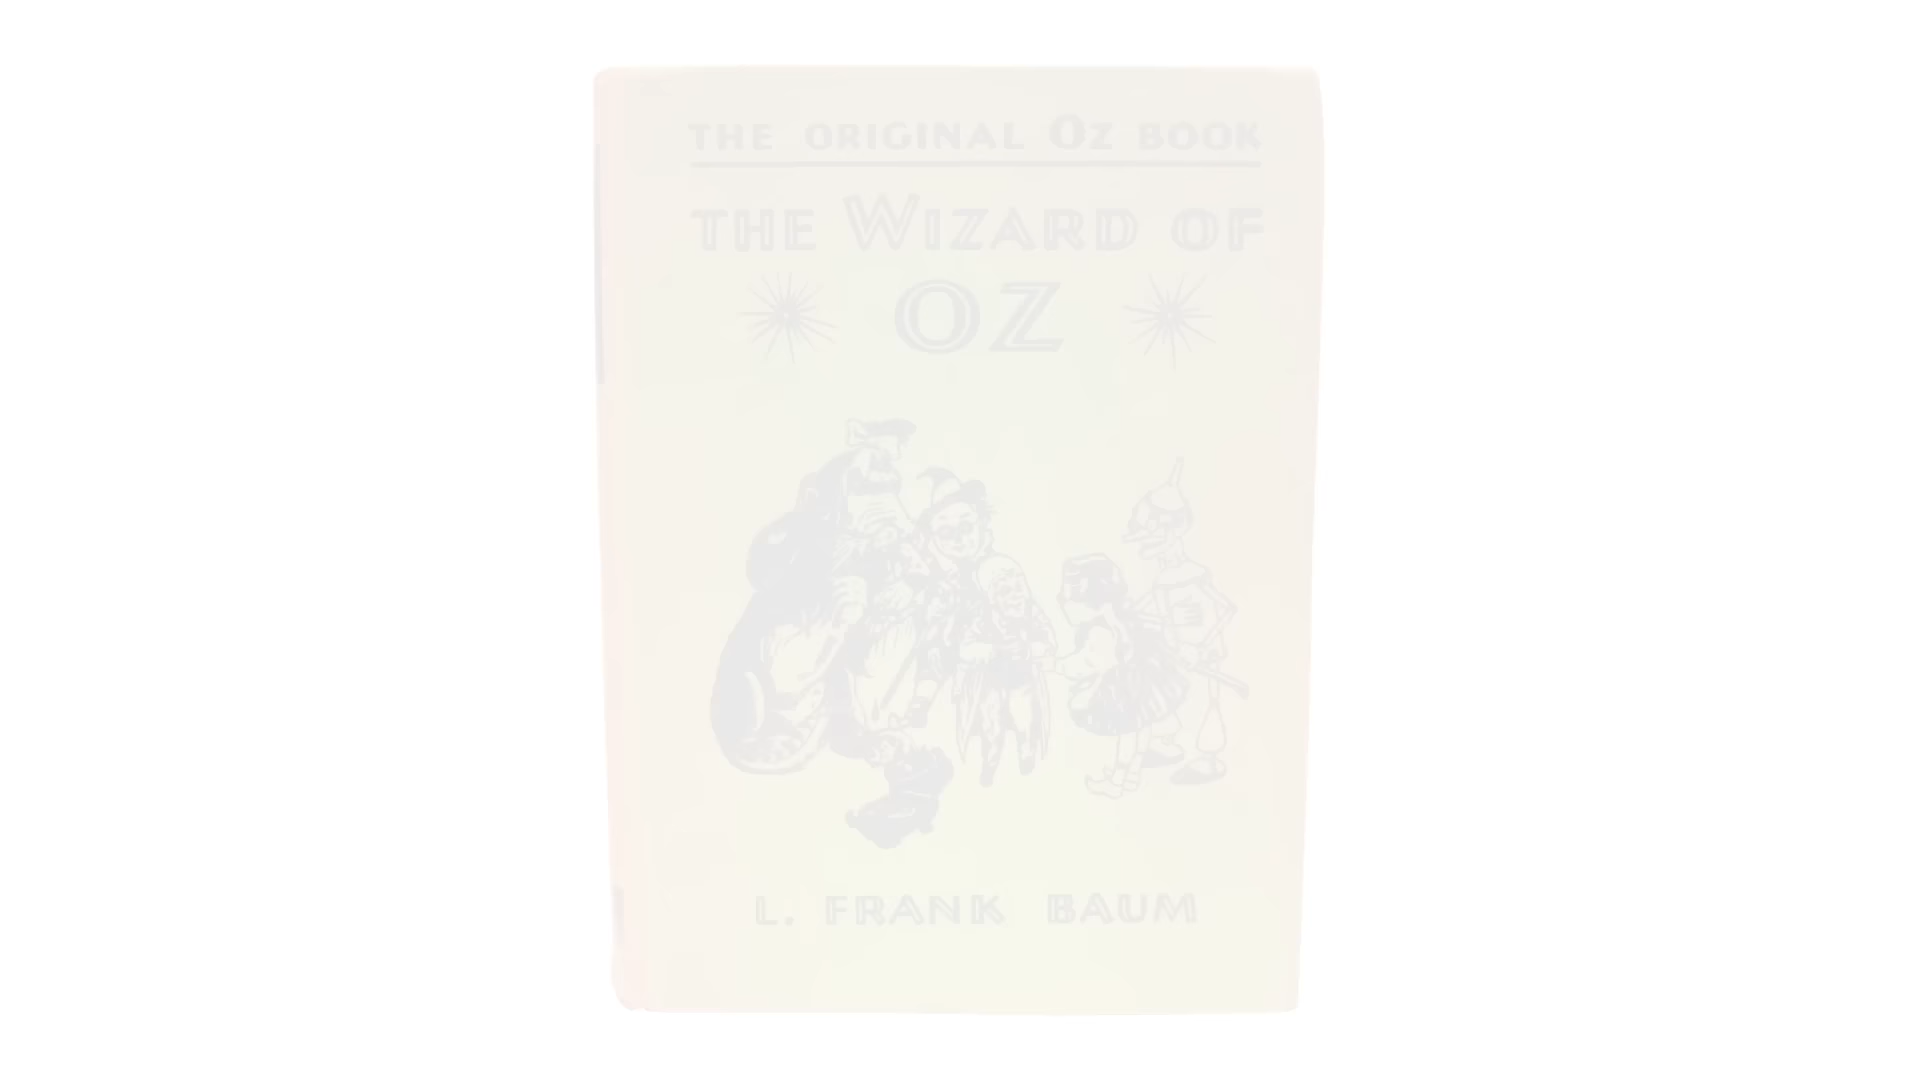 THE ORIGINAL OZ BOOK
THE WIZARD OF
OZ
L. FRANK BAUM